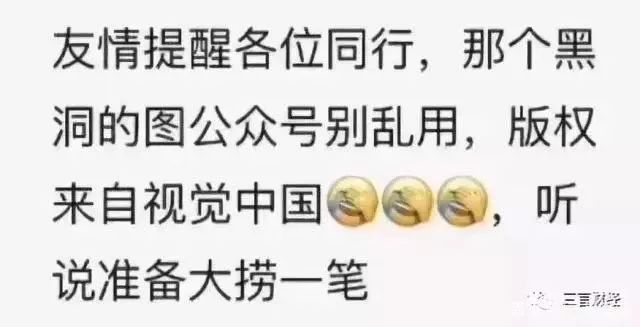 友情提醒各位同行，那个黑
洞的图公众号别乱用，版权
来自视觉中国🤦🤦🤦，听
说准备大捞一笔
三言财经